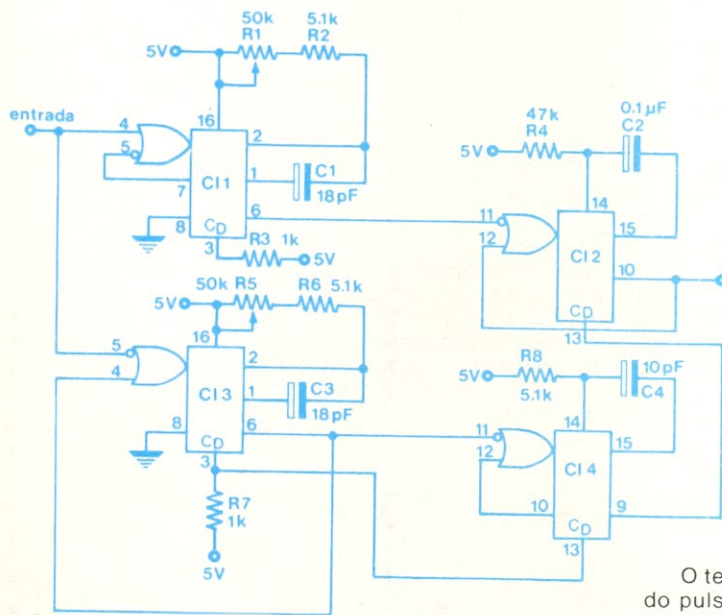 50k 5.1k
R1 R2
5V
entrada
16
4
5
2
7
CI1
1
C1
18pF
8
6
CD
3
R3 1k
5V
47k
R4
0.1µF
C2
5V
14
11
12
CI2
15
10
CD
13
50k R5 R6 5.1k
5V
16
5
4
2
CI3
1
C3
18pF
8
6
CD
3
R7
1k
5V
R8
5.1k
10pF
C4
5V
14
11
12
CI4
15
10
9
CD
13
O te
do puls